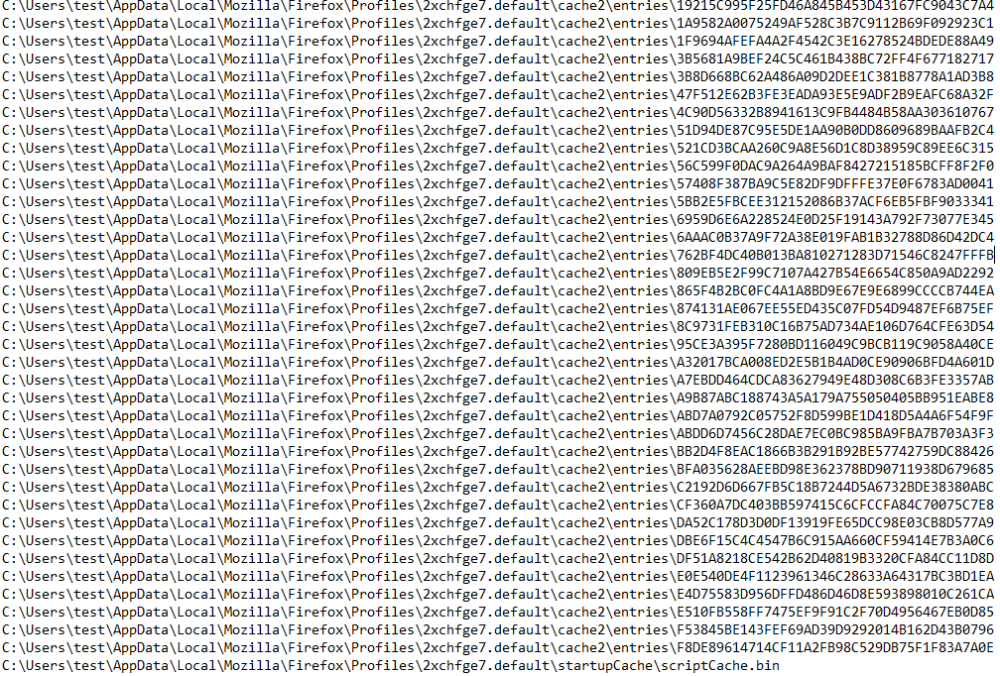 C:\Users\test\AppData\Local\Mozilla\Firefox\Profiles\2xchfge7.default\cache2\entries\19215C995F25FD46A845B453D43167FC9043C7A4
C:\Users\test\AppData\Local\Mozilla\Firefox\Profiles\2xchfge7.default\cache2\entries\1A9582A0075249AF528C3B7C9112B69F092923C1
C:\Users\test\AppData\Local\Mozilla\Firefox\Profiles\2xchfge7.default\cache2\entries\1F9694AFEFA4A2F4542C3E16278524BDEDE88A49
C:\Users\test\AppData\Local\Mozilla\Firefox\Profiles\2xchfge7.default\cache2\entries\3B5681A9BEF24C5C461B438BC72FF4F677182717
C:\Users\test\AppData\Local\Mozilla\Firefox\Profiles\2xchfge7.default\cache2\entries\3B8D668BC62A486A09D2DEE1C381B8778A1AD3B8
C:\Users\test\AppData\Local\Mozilla\Firefox\Profiles\2xchfge7.default\cache2\entries\47F512E62B3FE3EADA93E5E9ADF2B9EAFC68A32F
C:\Users\test\AppData\Local\Mozilla\Firefox\Profiles\2xchfge7.default\cache2\entries\4C90D56332B8941613C9FB4484B58AA303610767
C:\Users\test\AppData\Local\Mozilla\Firefox\Profiles\2xchfge7.default\cache2\entries\51D94DE87C95E5DE1AA90B0DD8609689BAAFB2C4
C:\Users\test\AppData\Local\Mozilla\Firefox\Profiles\2xchfge7.default\cache2\entries\521CD3BCAA260C9A8E56D1C8D38959C89EE6C315
C:\Users\test\AppData\Local\Mozilla\Firefox\Profiles\2xchfge7.default\cache2\entries\56C599F0DAC9A264A9BAF8427215185BCFF8F2F0
C:\Users\test\AppData\Local\Mozilla\Firefox\Profiles\2xchfge7.default\cache2\entries\57408F387BA9C5E82DF9DFFFE37E0F6783AD0041
C:\Users\test\AppData\Local\Mozilla\Firefox\Profiles\2xchfge7.default\cache2\entries\5BB2E5FBCEE312152086B37ACF6EB5FBF9033341
C:\Users\test\AppData\Local\Mozilla\Firefox\Profiles\2xchfge7.default\cache2\entries\6959D6E6A228524E0D25F19143A792F73077E345
C:\Users\test\AppData\Local\Mozilla\Firefox\Profiles\2xchfge7.default\cache2\entries\6AAAC0B37A9F72A38E019FAB1B32788D86D42DC4
C:\Users\test\AppData\Local\Mozilla\Firefox\Profiles\2xchfge7.default\cache2\entries\762BF4DC40B013BA810271283D71546C8247FFFB
C:\Users\test\AppData\Local\Mozilla\Firefox\Profiles\2xchfge7.default\cache2\entries\809EB5E2F99C7107A427B54E6654C850A9AD2292
C:\Users\test\AppData\Local\Mozilla\Firefox\Profiles\2xchfge7.default\cache2\entries\865F4B2BC0FC4A1A8BD9E67E9E6899CCCCB744EA
C:\Users\test\AppData\Local\Mozilla\Firefox\Profiles\2xchfge7.default\cache2\entries\874131AE067EE55ED435C07FD54D9487EF6B75EF
C:\Users\test\AppData\Local\Mozilla\Firefox\Profiles\2xchfge7.default\cache2\entries\8C9731FEB310C16B75AD734AE106D764CFE63D54
C:\Users\test\AppData\Local\Mozilla\Firefox\Profiles\2xchfge7.default\cache2\entries\95CE3A395F7280BD116049C9BCB119C9058A40CE
C:\Users\test\AppData\Local\Mozilla\Firefox\Profiles\2xchfge7.default\cache2\entries\A32017BCA008ED2E5B1B4AD0CE90906BFD4A601D
C:\Users\test\AppData\Local\Mozilla\Firefox\Profiles\2xchfge7.default\cache2\entries\A7EBDD464CDCA83627949E48D308C6B3FE3357AB
C:\Users\test\AppData\Local\Mozilla\Firefox\Profiles\2xchfge7.default\cache2\entries\A9B87ABC188743A5A179A755050405BB951EABE8
C:\Users\test\AppData\Local\Mozilla\Firefox\Profiles\2xchfge7.default\cache2\entries\ABD7A0792C05752F8D599BE1D418D5A4A6F54F9F
C:\Users\test\AppData\Local\Mozilla\Firefox\Profiles\2xchfge7.default\cache2\entries\ABDD6D7456C28DAE7EC0BC985BA9FBA7B703A3F3
C:\Users\test\AppData\Local\Mozilla\Firefox\Profiles\2xchfge7.default\cache2\entries\BB2D4F8EAC1866B3B291B92BE57742759DC88426
C:\Users\test\AppData\Local\Mozilla\Firefox\Profiles\2xchfge7.default\cache2\entries\BFA035628AEEBD98E362378BD90711938D679685
C:\Users\test\AppData\Local\Mozilla\Firefox\Profiles\2xchfge7.default\cache2\entries\C2192D6D667FB5C18B7244D5A6732BDE38380ABC
C:\Users\test\AppData\Local\Mozilla\Firefox\Profiles\2xchfge7.default\cache2\entries\CF360A7DC403BB597415C6CFCCFA84C70075C7E8
C:\Users\test\AppData\Local\Mozilla\Firefox\Profiles\2xchfge7.default\cache2\entries\DA52C178D3D0DF13919FE65DCC98E03CB8D577A9
C:\Users\test\AppData\Local\Mozilla\Firefox\Profiles\2xchfge7.default\cache2\entries\DBE6F15C4C4547B6C915AA660CF59414E7B3A0C6
C:\Users\test\AppData\Local\Mozilla\Firefox\Profiles\2xchfge7.default\cache2\entries\DF51A8218CE542B62D40819B3320CFA84CC11D8D
C:\Users\test\AppData\Local\Mozilla\Firefox\Profiles\2xchfge7.default\cache2\entries\E0E540DE4F1123961346C28633A64317BC3BD1EA
C:\Users\test\AppData\Local\Mozilla\Firefox\Profiles\2xchfge7.default\cache2\entries\E4D75583D956DFFD486D46D8E593898010C261CA
C:\Users\test\AppData\Local\Mozilla\Firefox\Profiles\2xchfge7.default\cache2\entries\E510FB558FF7475EF9F91C2F70D4956467EB0D85
C:\Users\test\AppData\Local\Mozilla\Firefox\Profiles\2xchfge7.default\cache2\entries\F53845BE143FEF69AD39D9292014B162D43B0796
C:\Users\test\AppData\Local\Mozilla\Firefox\Profiles\2xchfge7.default\cache2\entries\F8DE89614714CF11A2FB98C529DB75F1F83A7A0E
C:\Users\test\AppData\Local\Mozilla\Firefox\Profiles\2xchfge7.default\startupCache\scriptCache.bin